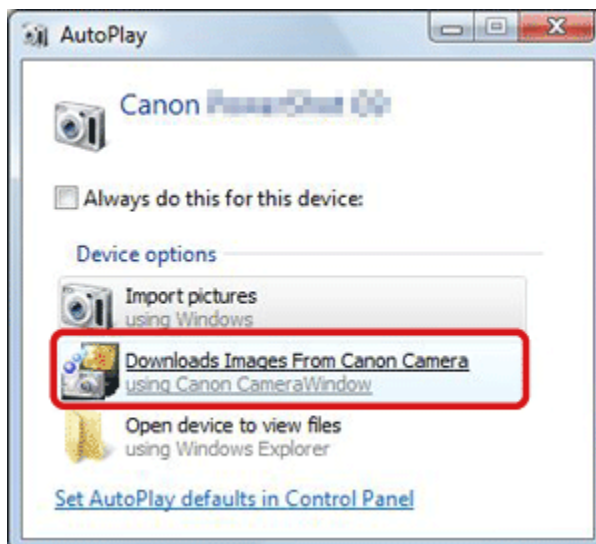 AutoPlay
Canon
Always do this for this device:
Device options
Import pictures
using Windows
Downloads Images From Canon Camera
using Canon CameraWindow
Open device to view files
using Windows Explorer
Set AutoPlay defaults in Control Panel